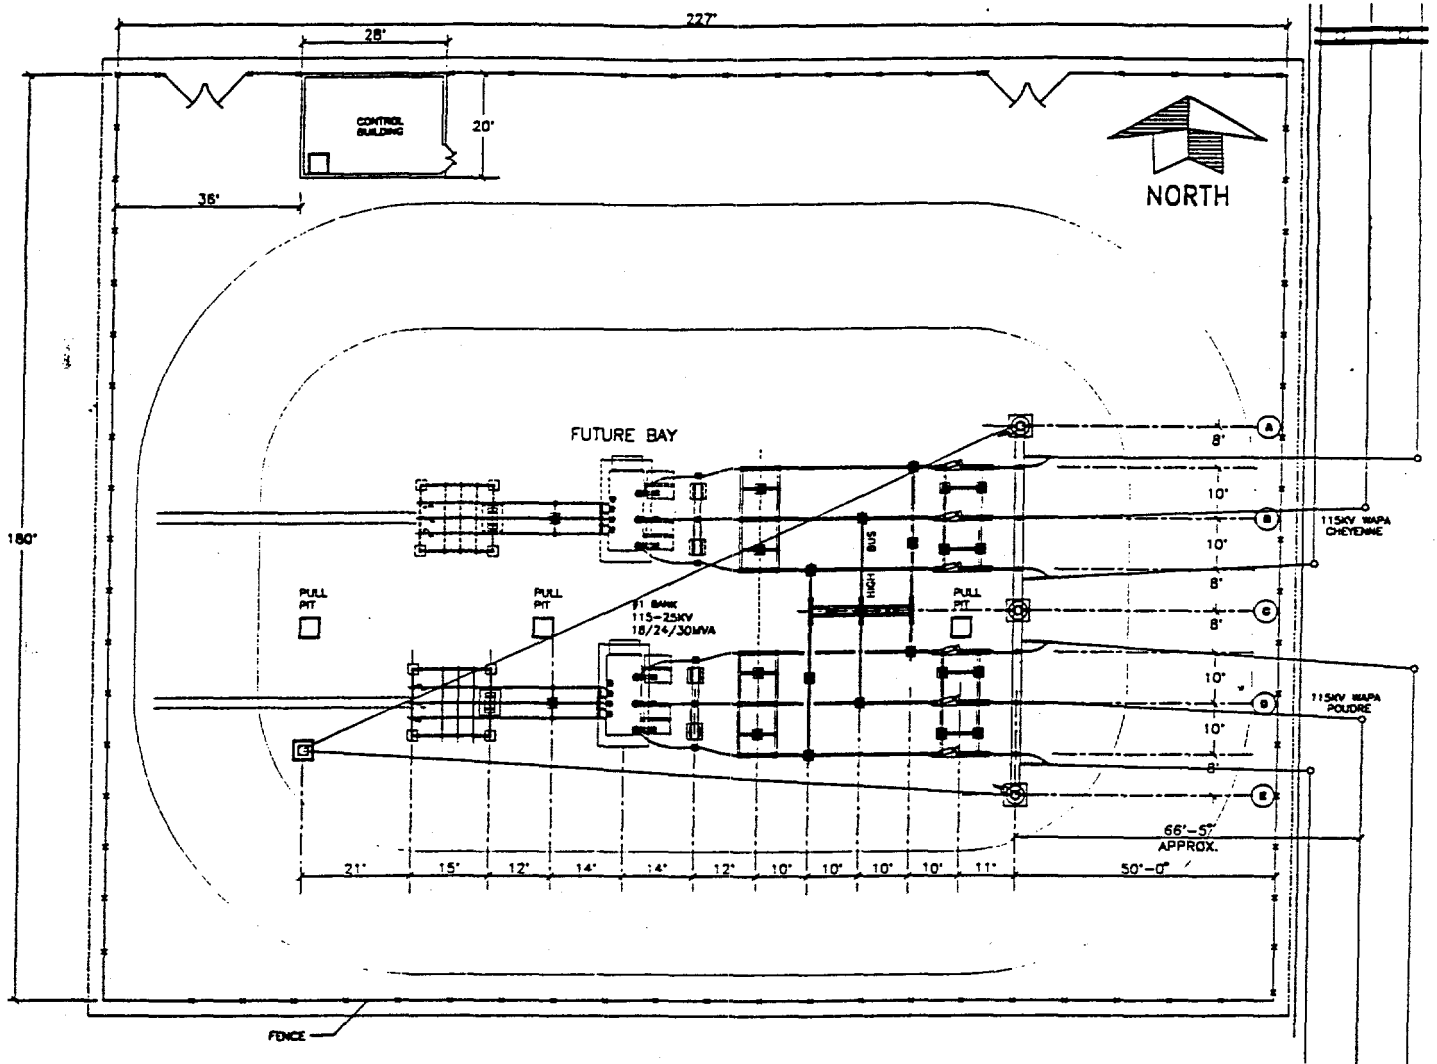 227'
28'
CONTROL
BUILDING
20'
36'
NORTH
180'
FUTURE BAY
A
8'
10'
B
115KV WAPA
CHEYENNE
10'
HIGH BUS
8'
PULL
PIT
PULL
PIT
#1 BANK
115-25KV
18/24/30MVA
PULL
PIT
C
8'
10'
D
115KV WAPA
POUDRE
10'
8'
E
66'-5"
APPROX.
21' 15' 12' 14' 14' 12' 10' 10' 10' 10' 11' 50'-0"
FENCE